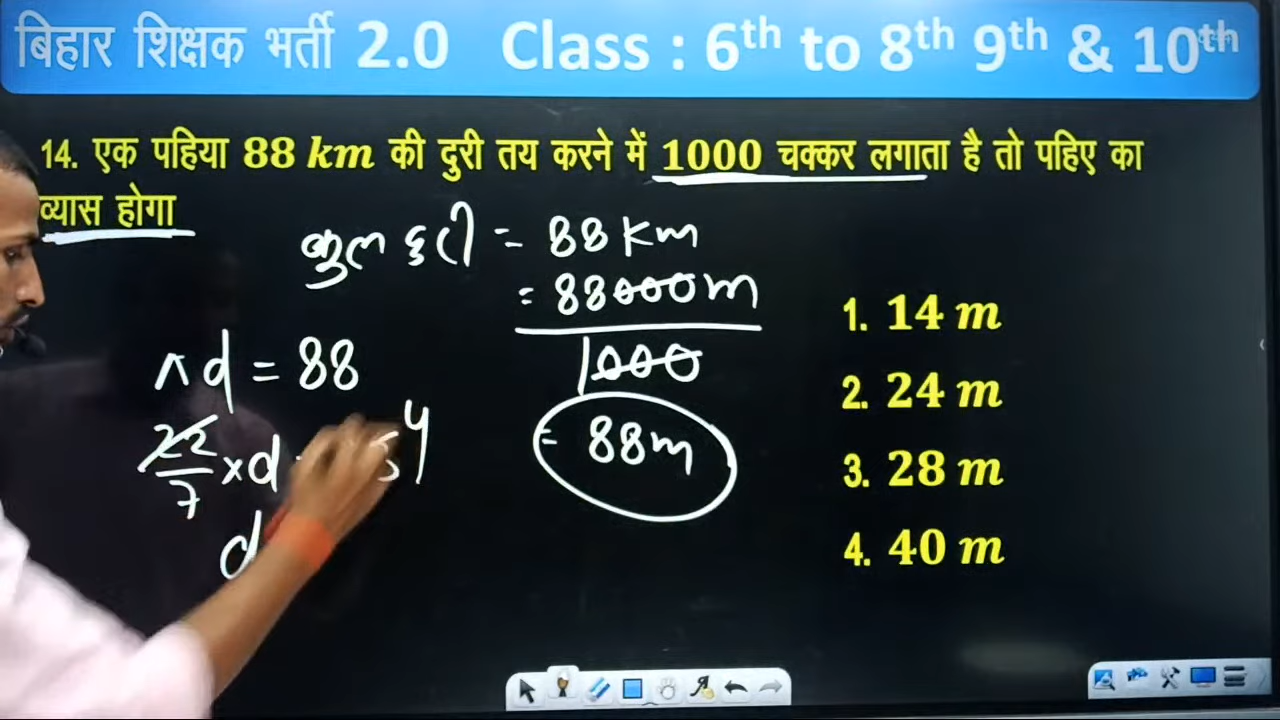 बिहार शिक्षक भर्ती 2.0 Class : 6th to 8th 9th & 10th
14. एक पहिया 88 km की दुरी तय करने में 1000 चक्कर लगाता है तो पहिए का
व्यास होगा
कुल दुरी = 88 km
= 88000m
1000
= 88m
πd = 88
22/7 × d
4
d
1. 14 m
2. 24 m
3. 28 m
4. 40 m